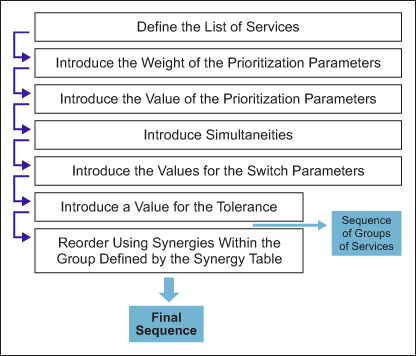 Define the List of Services
Introduce the Weight of the Prioritization Parameters
Introduce the Value of the Prioritization Parameters
Introduce Simultaneities
Introduce the Values for the Switch Parameters
Introduce a Value for the Tolerance
Sequence
of Groups
of Services
Reorder Using Synergies Within the
Group Defined by the Synergy Table
Final
Sequence